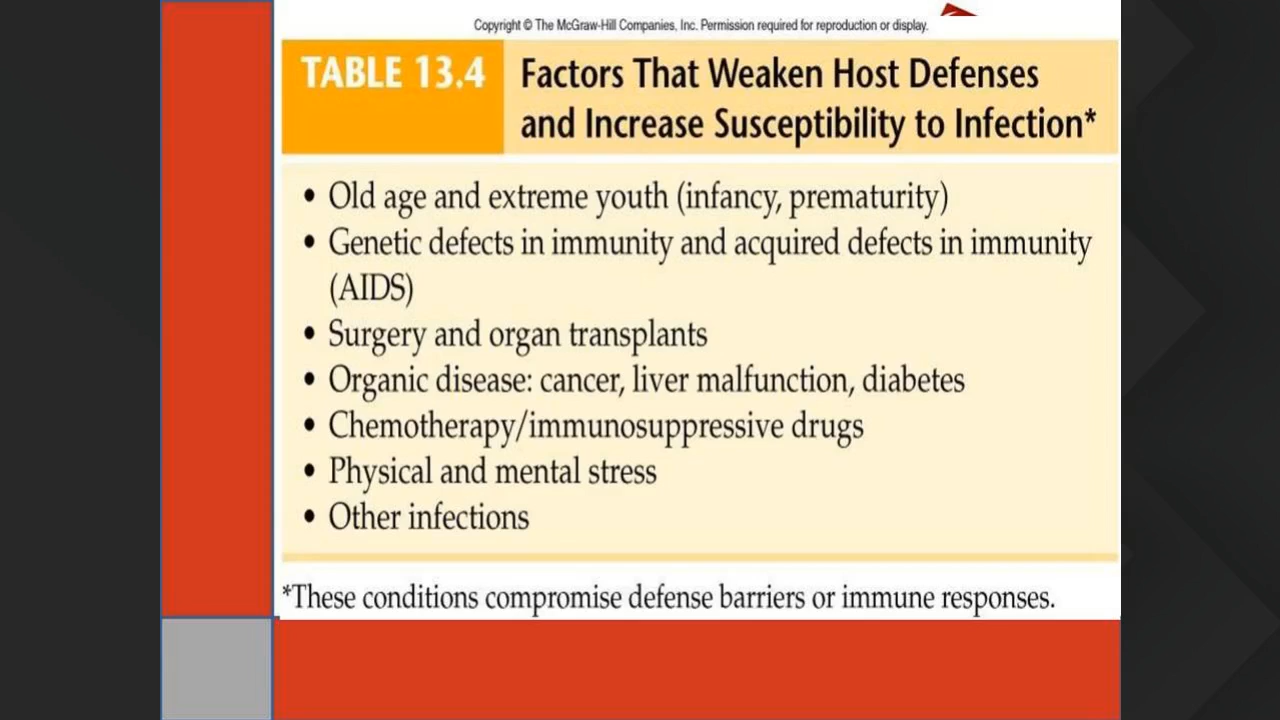 Copyright © The McGraw-Hill Companies, Inc. Permission required for reproduction or display.
TABLE 13.4 Factors That Weaken Host Defenses
and Increase Susceptibility to Infection*
• Old age and extreme youth (infancy, prematurity)
• Genetic defects in immunity and acquired defects in immunity
(AIDS)
• Surgery and organ transplants
• Organic disease: cancer, liver malfunction, diabetes
• Chemotherapy/immunosuppressive drugs
• Physical and mental stress
• Other infections
*These conditions compromise defense barriers or immune responses.